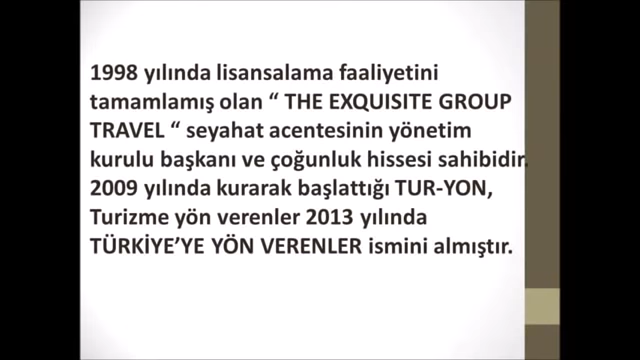 1998 yılında lisansalama faaliyetini
tamamlamış olan “ THE EXQUISITE GROUP
TRAVEL “ seyahat acentesinin yönetim
kurulu başkanı ve çoğunluk hissesi sahibidir.
2009 yılında kurarak başlattığı TUR-YON,
Turizme yön verenler 2013 yılında
TÜRKİYE’YE YÖN VERENLER ismini almıştır.